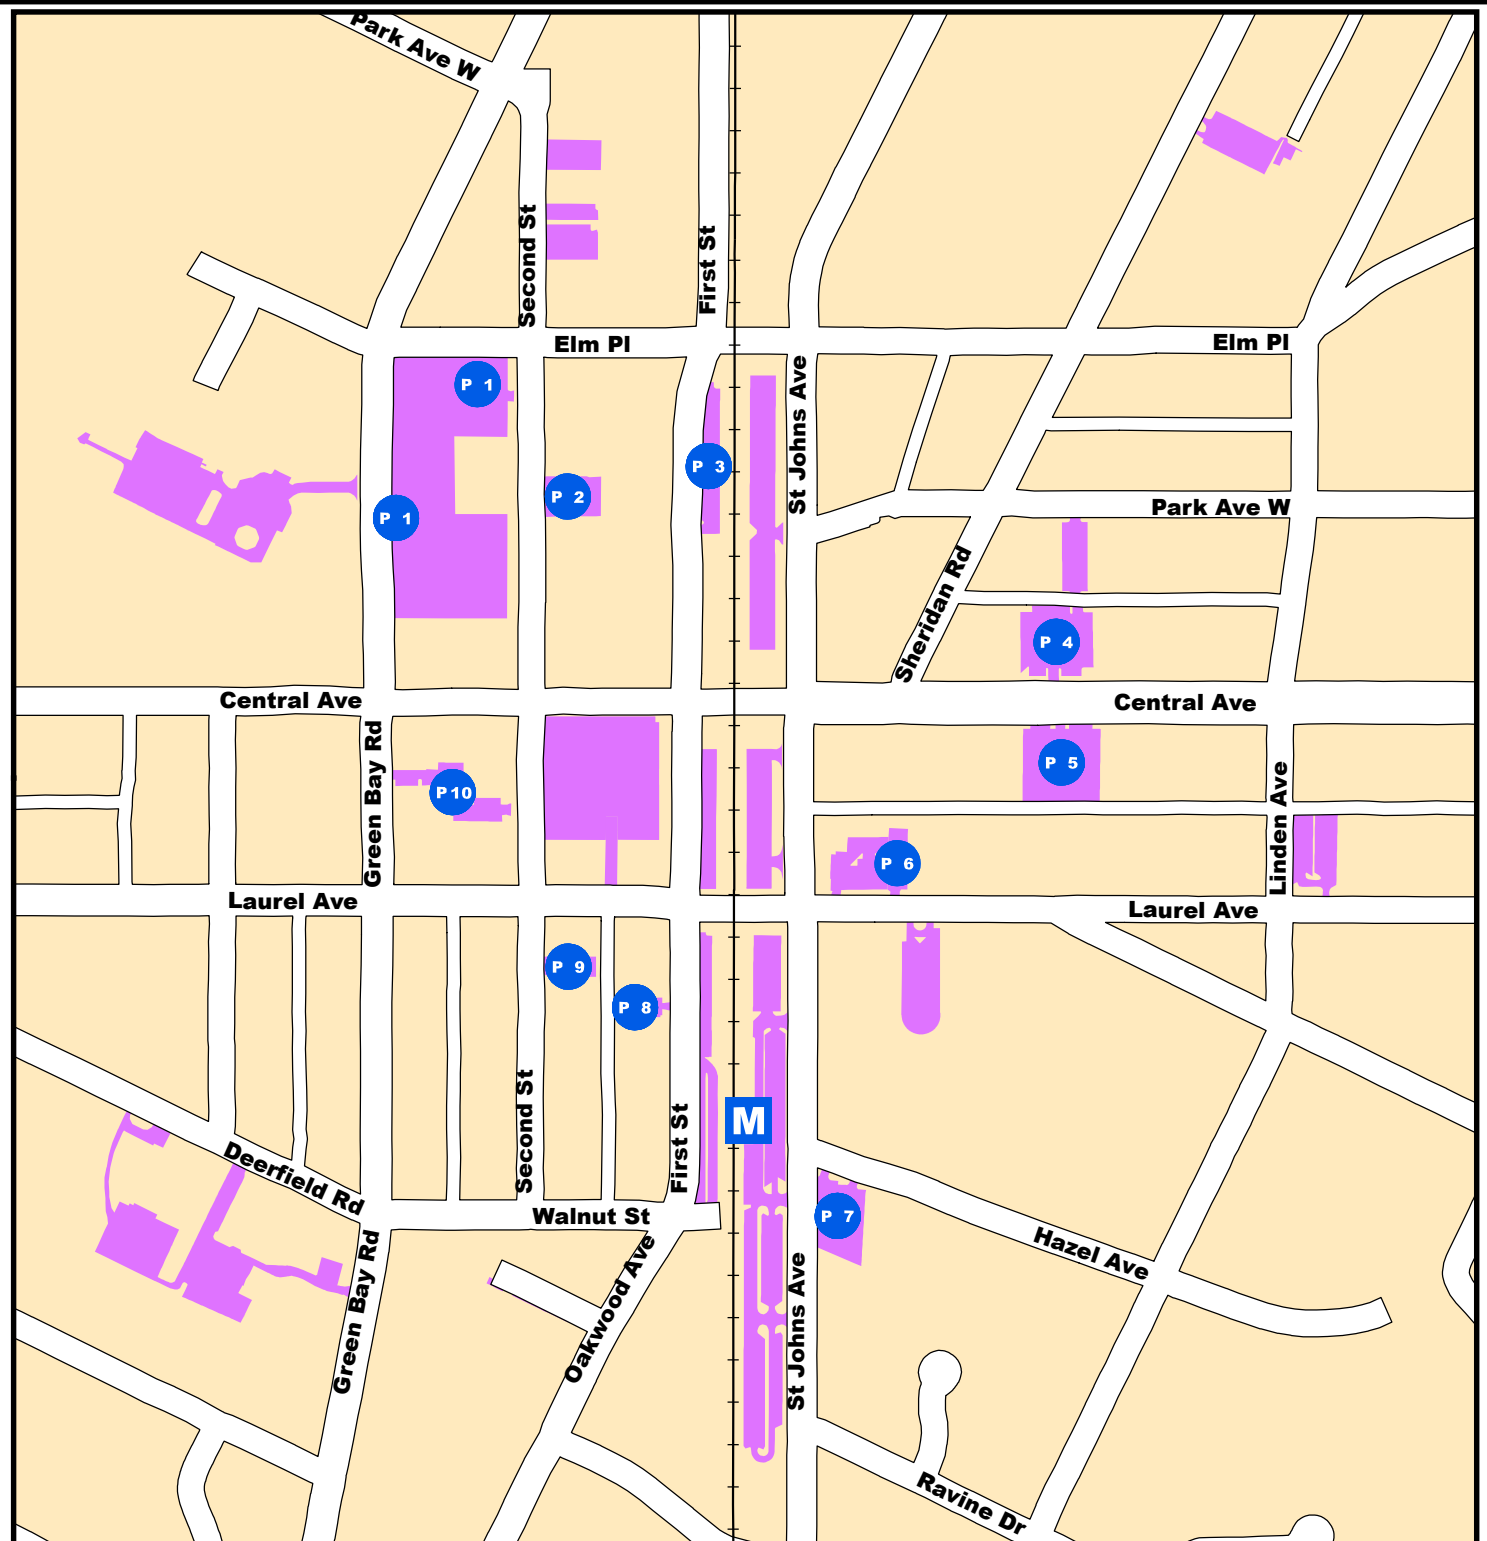 Park Ave W
Second St
First St
Elm Pl
Elm Pl
P 1
St Johns Ave
P 3
P 2
P 1
Park Ave W
Sheridan Rd
P 4
Central Ave
Central Ave
Green Bay Rd
P 5
P 10
Linden Ave
P 6
Laurel Ave
Laurel Ave
P 9
P 8
Second St
First St
M
Deerfield Rd
Walnut St
P 7
Green Bay Rd
Oakwood Ave
St Johns Ave
Hazel Ave
Ravine Dr